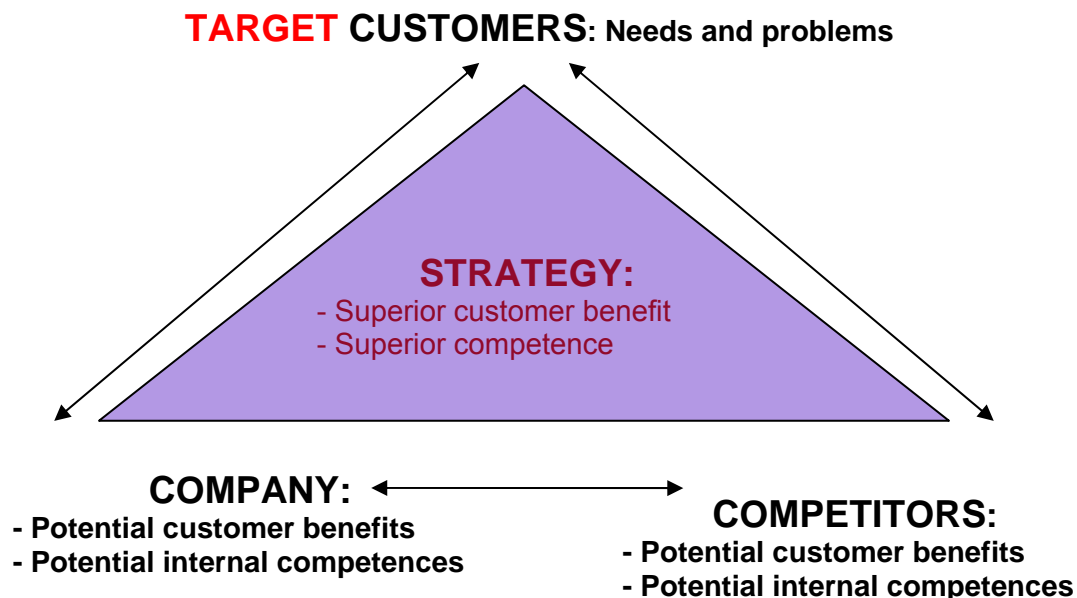 TARGET CUSTOMERS: Needs and problems
STRATEGY:
- Superior customer benefit
- Superior competence
COMPANY:
- Potential customer benefits
- Potential internal competences
COMPETITORS:
- Potential customer benefits
- Potential internal competences